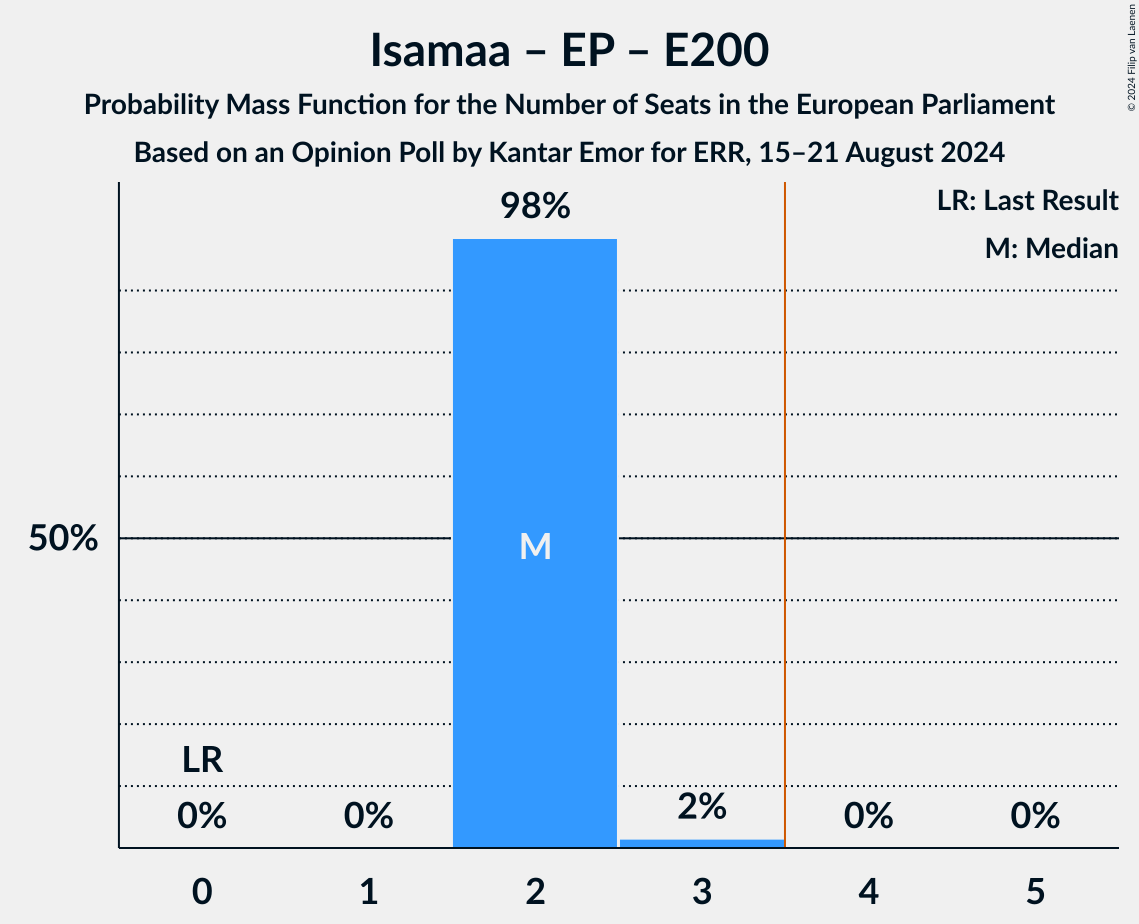 Isamaa – EP – E200
Probability Mass Function for the Number of Seats in the European Parliament
Based on an Opinion Poll by Kantar Emor for ERR, 15–21 August 2024
© 2024 Filip van Laenen
LR: Last Result
M: Median
98%
50%
M
LR
0%
0%
2%
0%
0%
0
1
2
3
4
5